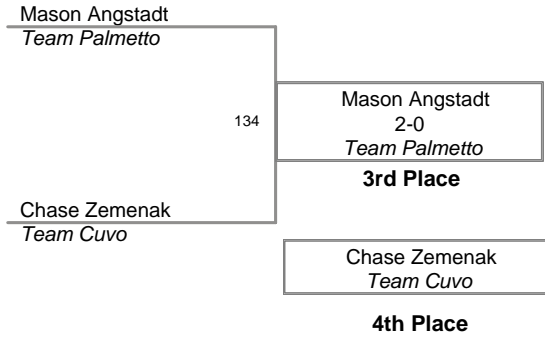 Mason Angstadt
Team Palmetto
134
Mason Angstadt
2-0
Team Palmetto
3rd Place
Chase Zemenak
Team Cuvo
Chase Zemenak
Team Cuvo
4th Place